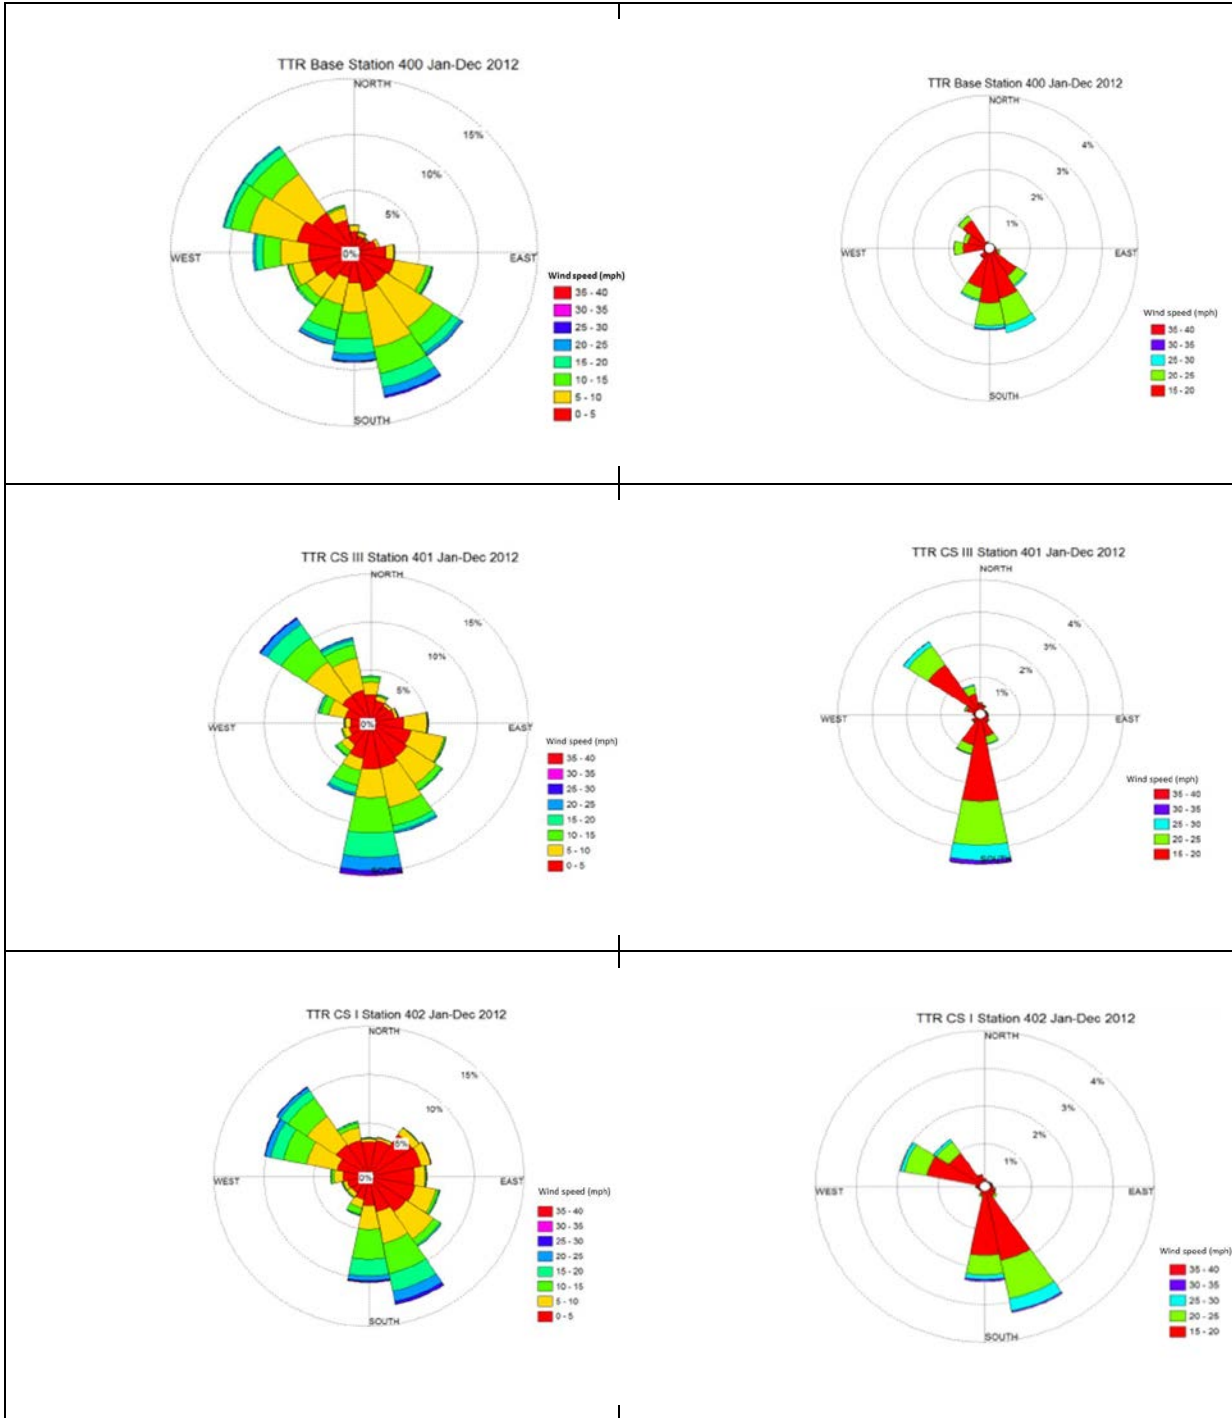 TTR Base Station 400 Jan-Dec 2012
NORTH
15%
10%
5%
0%
WEST
EAST
SOUTH
Wind speed (mph)
35 - 40
30 - 35
25 - 30
20 - 25
15 - 20
10 - 15
5 - 10
0 - 5
TTR Base Station 400 Jan-Dec 2012
NORTH
4%
3%
2%
1%
WEST
EAST
SOUTH
Wind speed (mph)
35 - 40
30 - 35
25 - 30
20 - 25
15 - 20
TTR CS III Station 401 Jan-Dec 2012
NORTH
15%
10%
5%
0%
WEST
EAST
SOUTH
Wind speed (mph)
35 - 40
30 - 35
25 - 30
20 - 25
15 - 20
10 - 15
5 - 10
0 - 5
TTR CS III Station 401 Jan-Dec 2012
NORTH
4%
3%
2%
1%
WEST
EAST
SOUTH
Wind speed (mph)
35 - 40
30 - 35
25 - 30
20 - 25
15 - 20
TTR CS I Station 402 Jan-Dec 2012
NORTH
15%
10%
5%
0%
WEST
EAST
SOUTH
Wind speed (mph)
35 - 40
30 - 35
25 - 30
20 - 25
15 - 20
10 - 15
5 - 10
0 - 5
TTR CS I Station 402 Jan-Dec 2012
NORTH
4%
3%
2%
1%
WEST
EAST
SOUTH
Wind speed (mph)
35 - 40
30 - 35
25 - 30
20 - 25
15 - 20